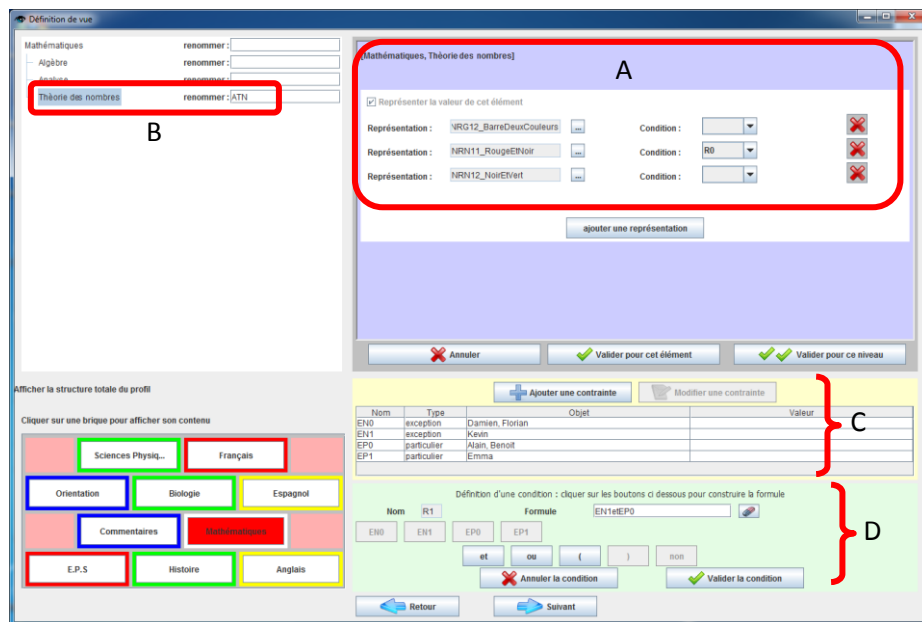 Définition de vue
Mathématiques renommer :
Algèbre renommer :
Analyse renommer :
Théorie des nombres renommer : ATN
B
[Mathématiques, Théorie des nombres]
A
Représenter la valeur de cet élément
Représentation : NRG12_BarreDeuxCouleurs ... Condition :
Représentation : NRN11_RougeEtNoir ... Condition : R0
Représentation : NRN12_NoirEtVert ... Condition :
ajouter une représentation
Annuler Valider pour cet élément Valider pour ce niveau
Afficher la structure totale du profil
Cliquer sur une brique pour afficher son contenu
Sciences Physiq... Français
Orientation Biologie Espagnol
Commentaires Mathématiques
E.P.S Histoire Anglais
Ajouter une contrainte Modifier une contrainte
Nom Type Objet Valeur
EN0 exception Damien, Florian
EN1 exception Kevin
EP0 particulier Alain, Benoit
EP1 particulier Emma
C
Définition d'une condition : cliquer sur les boutons ci dessous pour construire la formule
Nom R1 Formule EN1etEP0
EN0 EN1 EP0 EP1
D
et ou ( ) non
Annuler la condition Valider la condition
Retour Suivant